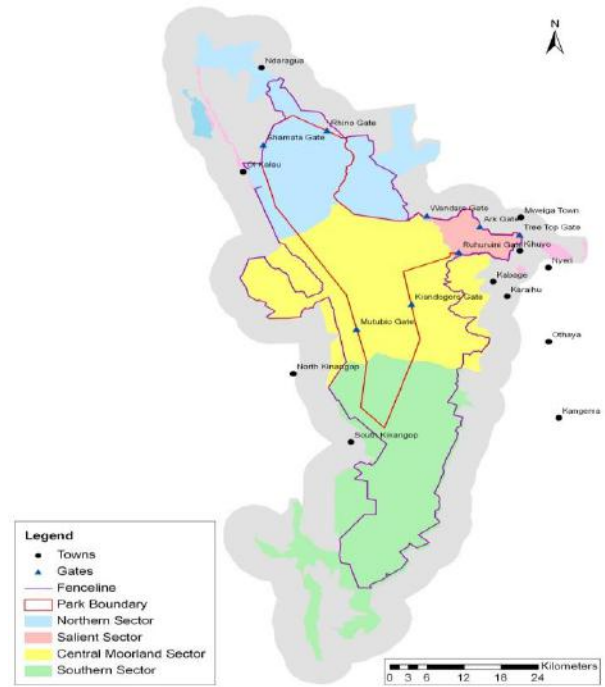 N
Ndaragua
Rhino Gate
Shamata Gate
Ol Kalou
Wandare Gate
Mweiga Town
Ark Gate
Tree Top Gate
Ruhuruini Gate
Kihuyo
Nyeri
Kabage
Karaihu
Kiandogoro Gate
Mutubio Gate
Othaya
North Kinangop
Kangema
South Kinangop
Legend
Towns
Gates
Fenceline
Park Boundary
Northern Sector
Salient Sector
Central Moorland Sector
Southern Sector
Kilometers
0 3 6 12 18 24